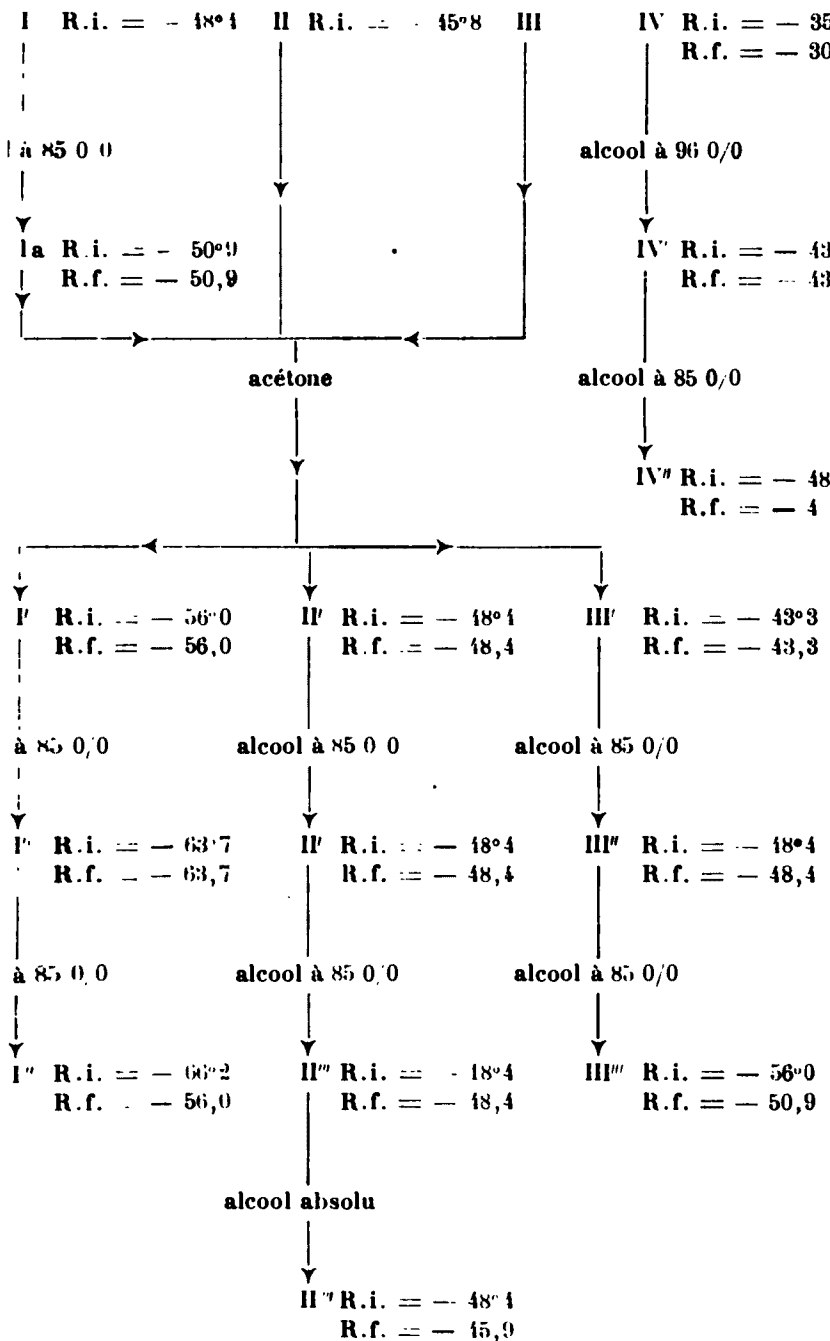 I R.i. = - 48°4 II R.i. = - 45°8 III IV R.i. = - 35
R.f. = - 30
à 85 0 0 alcool à 96 0/0
Ia R.i. = - 50°9 IV' R.i. = - 43
R.f. = - 50,9 R.f. = - 43
acétone alcool à 85 0/0
IV" R.i. = - 48
R.f. = - 4
I' R.i. = - 56°0 II' R.i. = - 48°4 III' R.i. = - 43°3
R.f. = - 56,0 R.f. = - 48,4 R.f. = - 43,3
à 85 0/0 alcool à 85 0 0 alcool à 85 0/0
I" R.i. = - 63°7 II' R.i. = - 48°4 III" R.i. = - 48°4
R.f. = - 63,7 R.f. = - 48,4 R.f. = - 48,4
à 85 0/0 alcool à 85 0/0 alcool à 85 0/0
I" R.i. = - 66°2 II''' R.i. = - 48°4 III''' R.i. = - 56°0
R.f. = - 56,0 R.f. = - 48,4 R.f. = - 50,9
alcool absolu
R.i. = - 48°4
R.f. = - 45,9